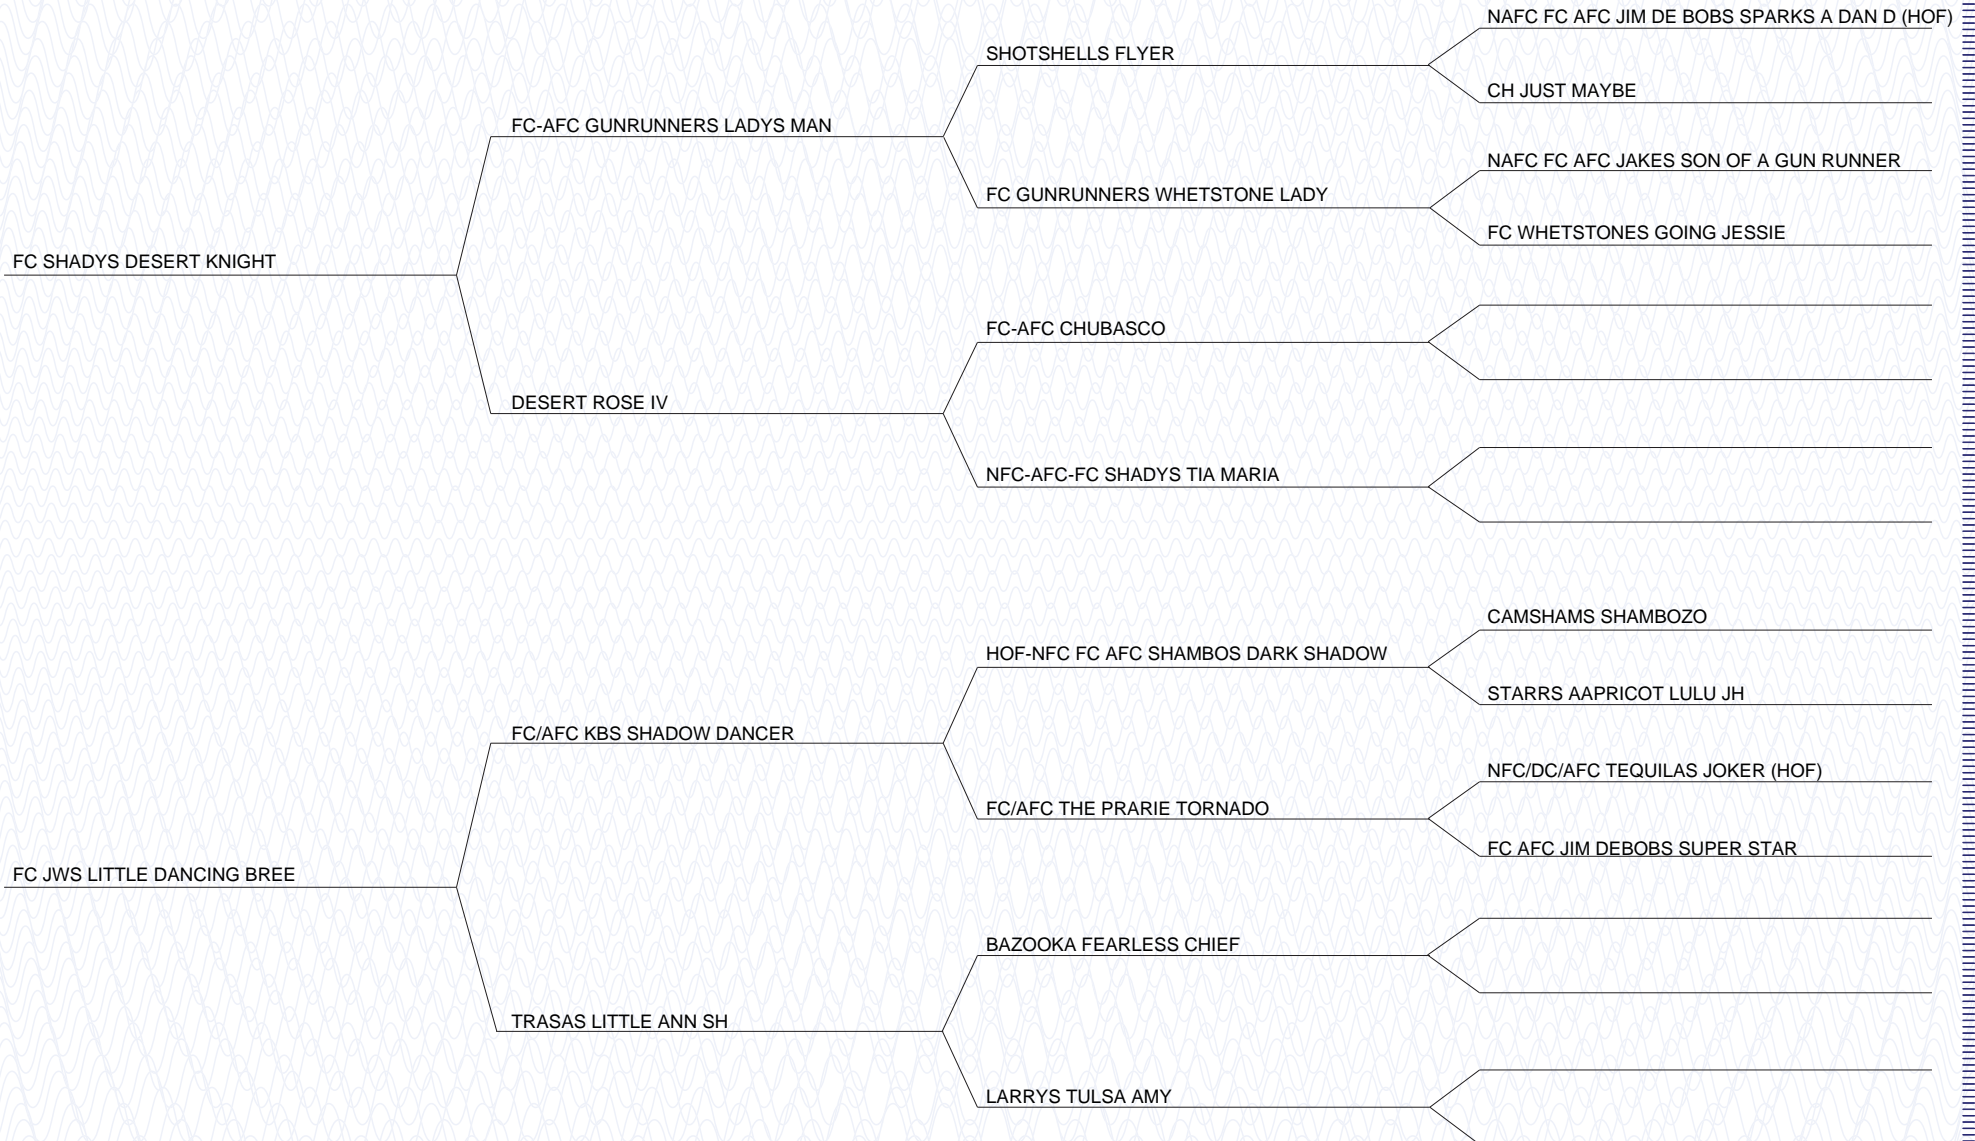 NAFC FC AFC JIM DE BOBS SPARKS A DAN D (HOF)
SHOTSHELLS FLYER
CH JUST MAYBE
FC-AFC GUNRUNNERS LADYS MAN
NAFC FC AFC JAKES SON OF A GUN RUNNER
FC GUNRUNNERS WHETSTONE LADY
FC WHETSTONES GOING JESSIE
FC SHADYS DESERT KNIGHT
FC-AFC CHUBASCO
DESERT ROSE IV
NFC-AFC-FC SHADYS TIA MARIA
CAMSHAMS SHAMBOZO
HOF-NFC FC AFC SHAMBOS DARK SHADOW
STARRS AAPRICOT LULU JH
FC/AFC KBS SHADOW DANCER
NFC/DC/AFC TEQUILAS JOKER (HOF)
FC/AFC THE PRARIE TORNADO
FC AFC JIM DEBOBS SUPER STAR
FC JWS LITTLE DANCING BREE
BAZOOKA FEARLESS CHIEF
TRASAS LITTLE ANN SH
LARRYS TULSA AMY